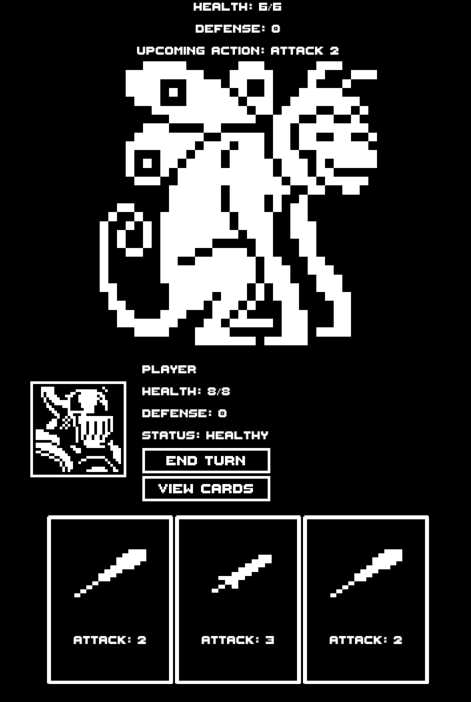 HEALTH: 6/6
DEFENSE: 0
UPCOMING ACTION: ATTACK 2
PLAYER
HEALTH: 8/8
DEFENSE: 0
STATUS: HEALTHY
END TURN
VIEW CARDS
ATTACK: 2
ATTACK: 3
ATTACK: 2